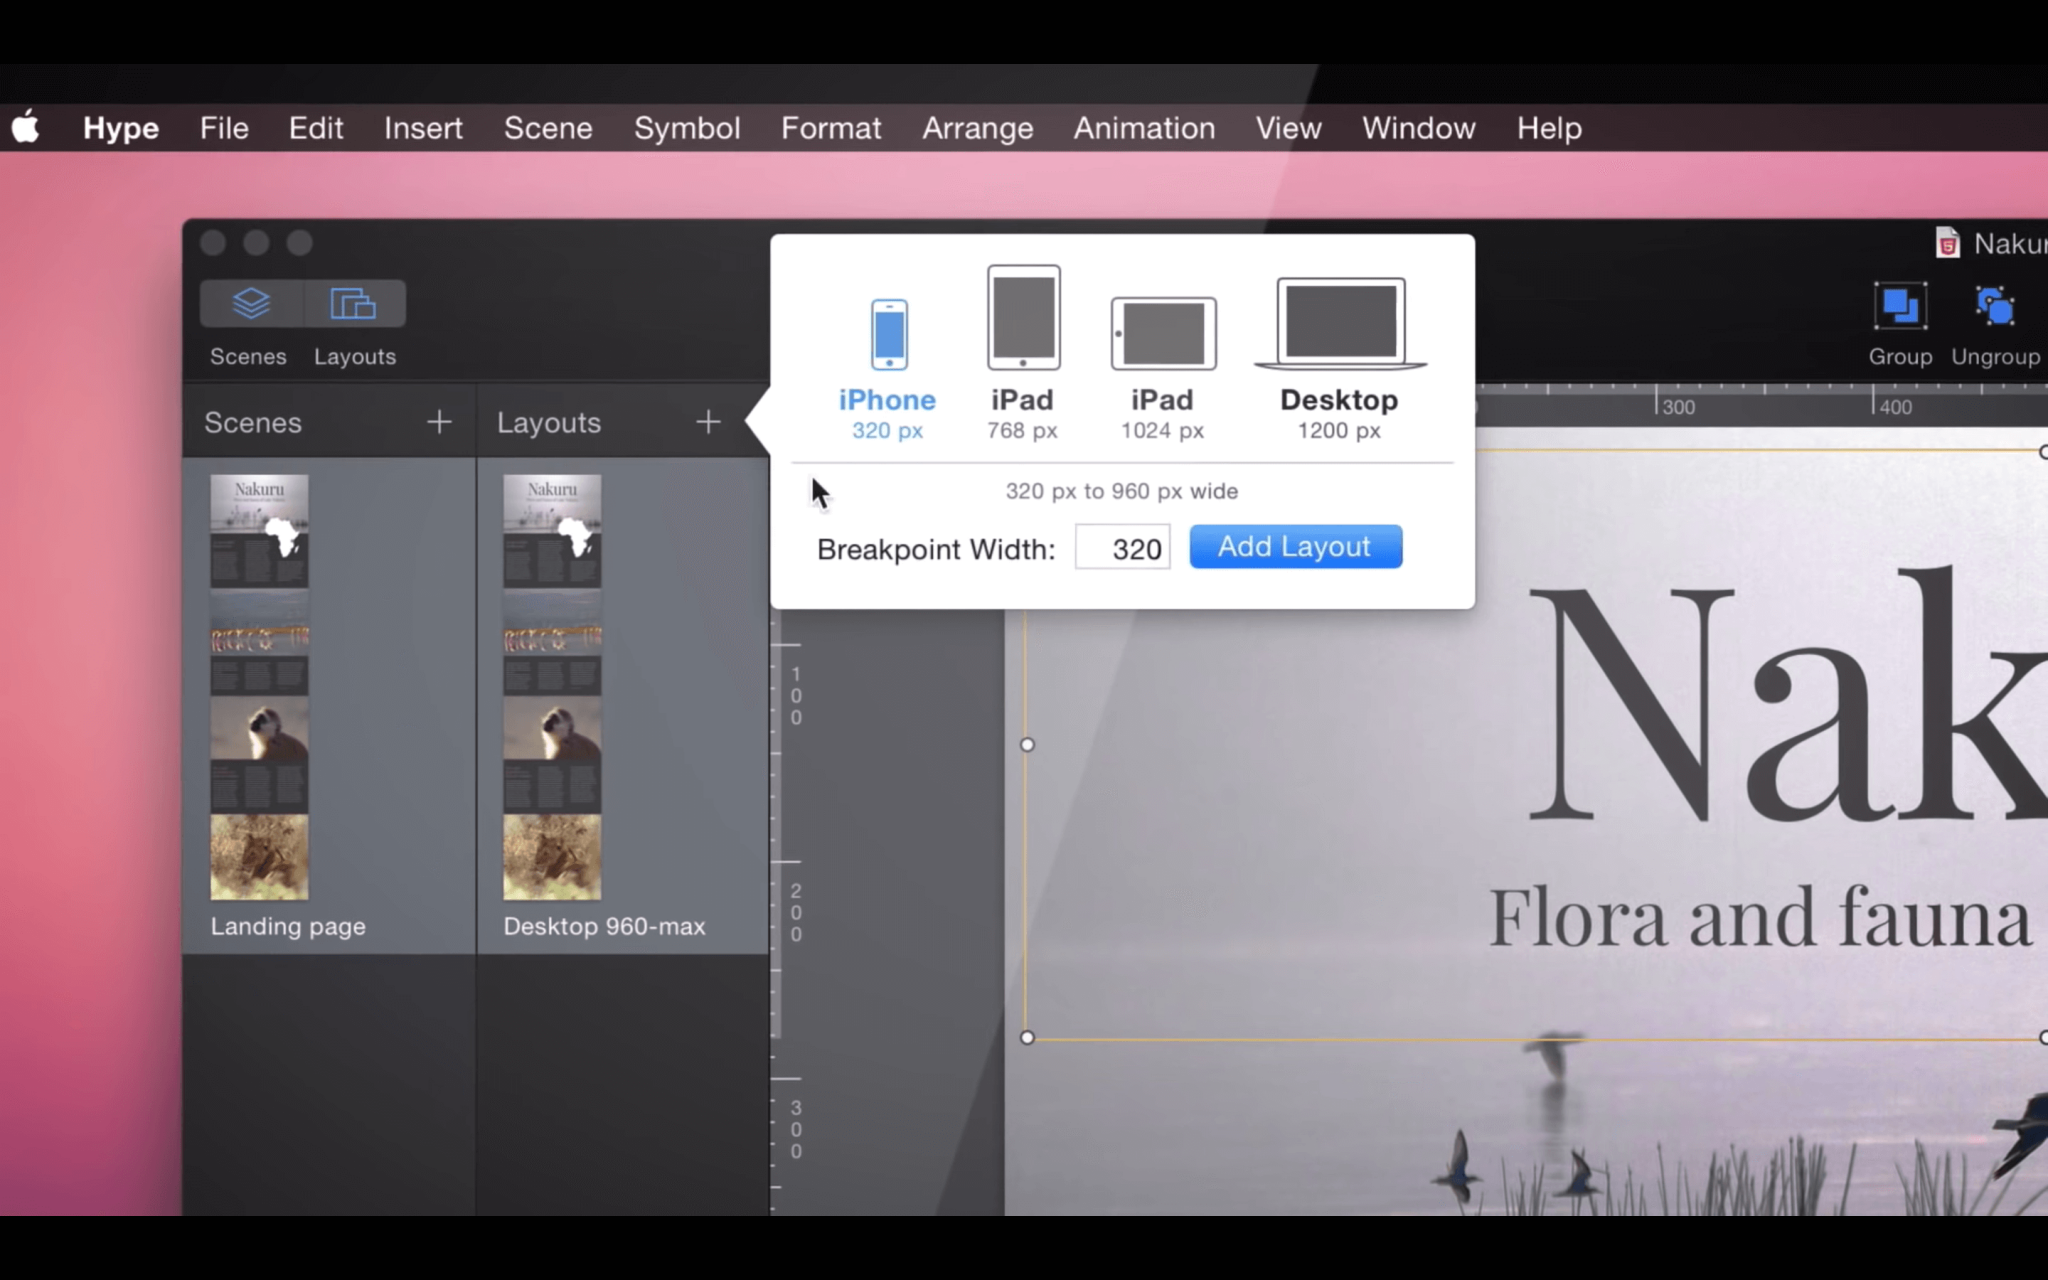 Hype File Edit Insert Scene Symbol Format Arrange Animation View Window Help
Scenes Layouts
Group Ungroup
Scenes + Layouts +
iPhone iPad iPad Desktop
320 px 768 px 1024 px 1200 px
320 px to 960 px wide
Breakpoint Width: 320 Add Layout
300 400
Nakuru
Nakuru
Landing page
Desktop 960-max
100
200
300
Nak
Flora and fauna